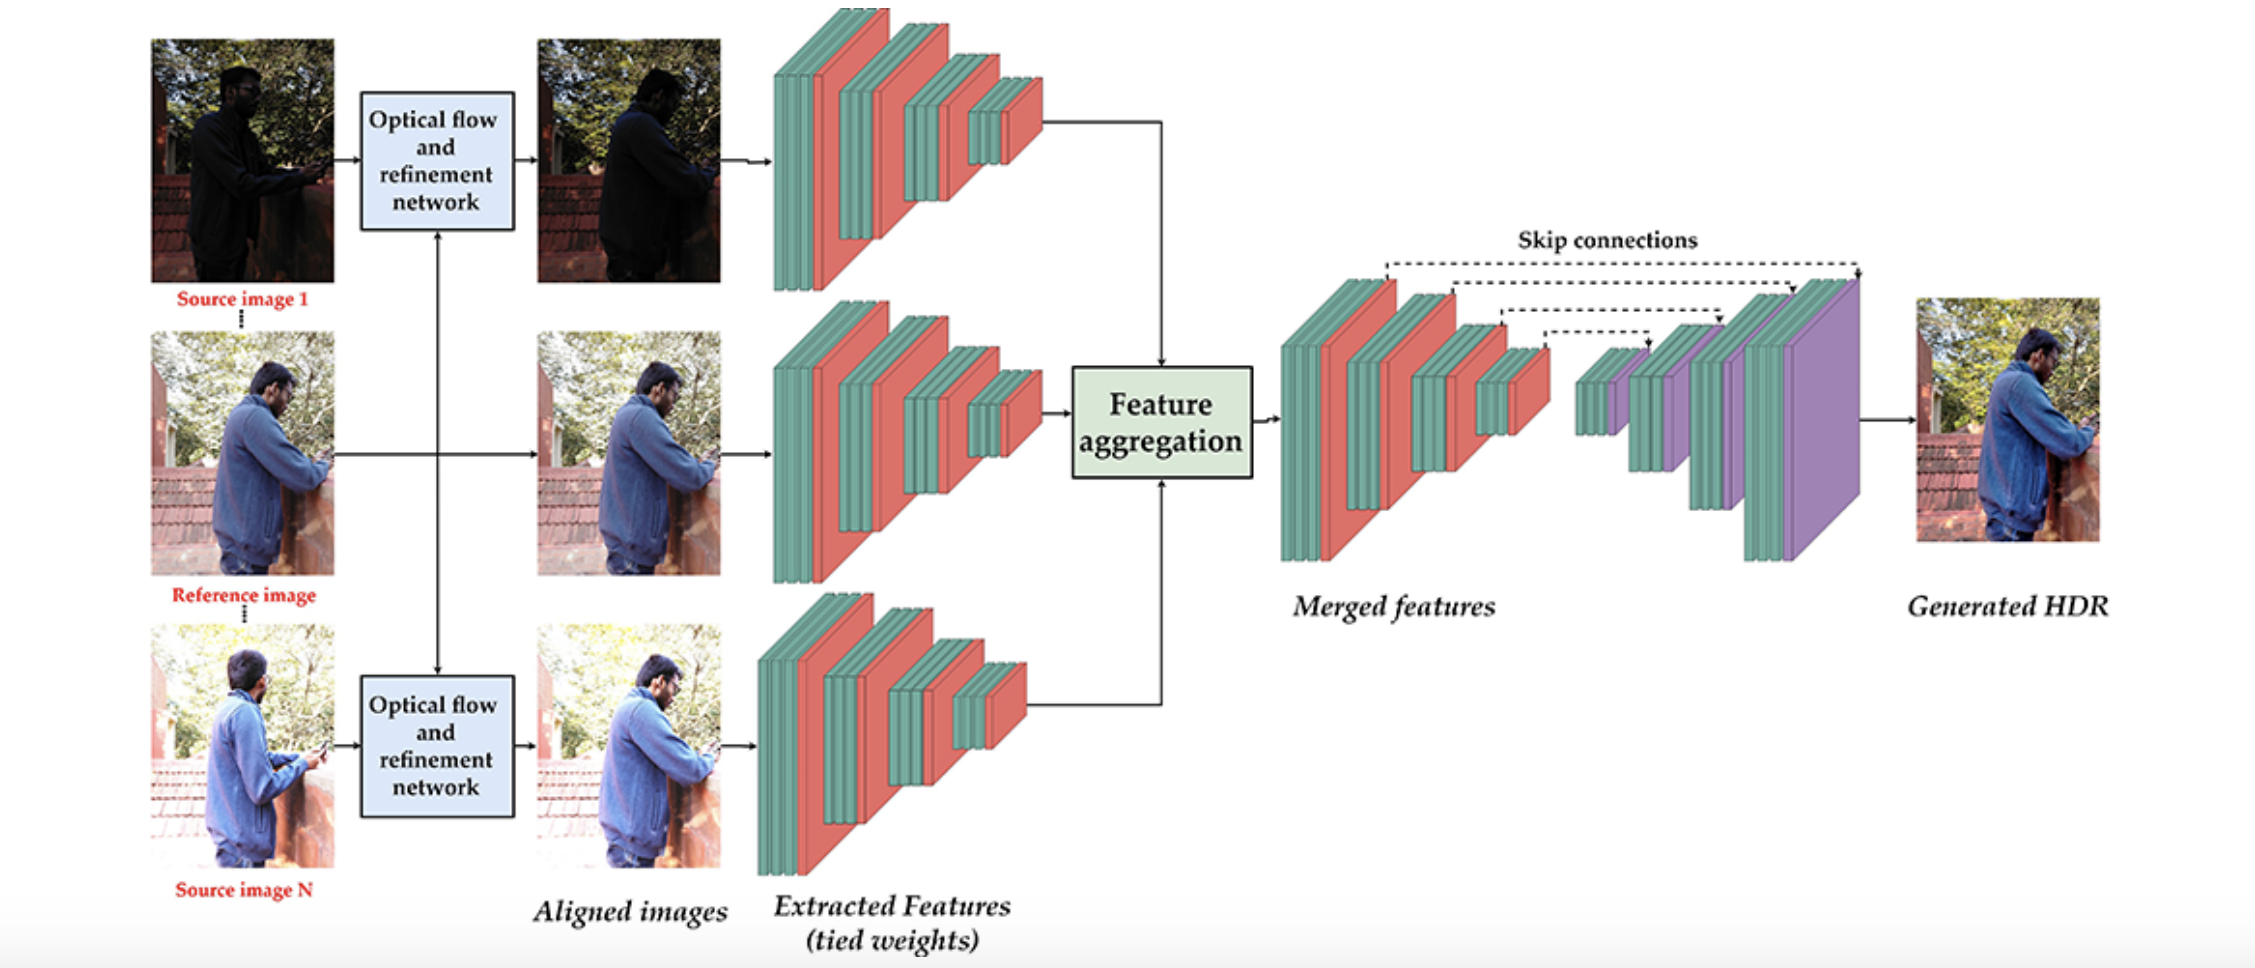 Optical flow
and
refinement
network
Source image 1
Skip connections
Feature
aggregation
Reference image
Merged features
Generated HDR
Optical flow
and
refinement
network
Source image N
Aligned images
Extracted Features
(tied weights)